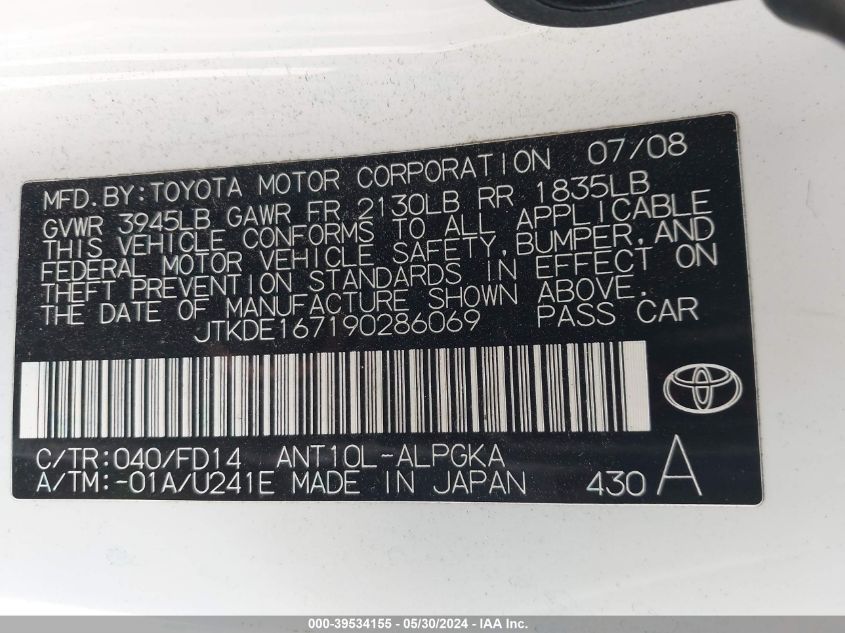 MFD.BY:TOYOTA MOTOR CORPORATION 07/08
GVWR 3945LB GAWR FR 2130LB RR 1835LB
THIS VEHICLE CONFORMS TO ALL APPLICABLE
FEDERAL MOTOR VEHICLE SAFETY,BUMPER,AND
THEFT PREVENTION STANDARDS IN EFFECT ON
THE DATE OF MANUFACTURE SHOWN ABOVE.
JTKDE167190286069 PASS CAR
C/TR:040/FD14 ANT10L-ALPGKA
A/TM:-01A/U241E MADE IN JAPAN 430 A
000-39534155 - 05/30/2024 - IAA Inc.